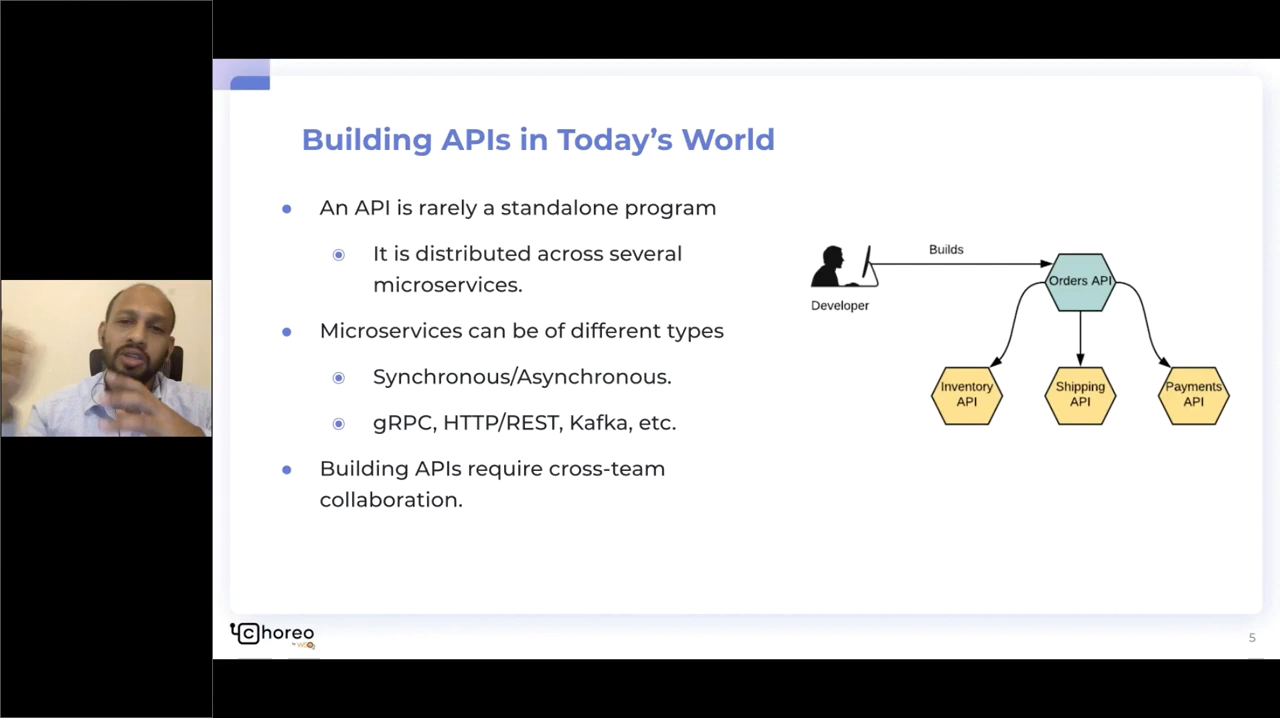 Building APIs in Today’s World
An API is rarely a standalone program
It is distributed across several
microservices.
Microservices can be of different types
Synchronous/Asynchronous.
gRPC, HTTP/REST, Kafka, etc.
Building APIs require cross-team
collaboration.
Builds
Developer
Orders API
Inventory
API
Shipping
API
Payments
API
choreo
5